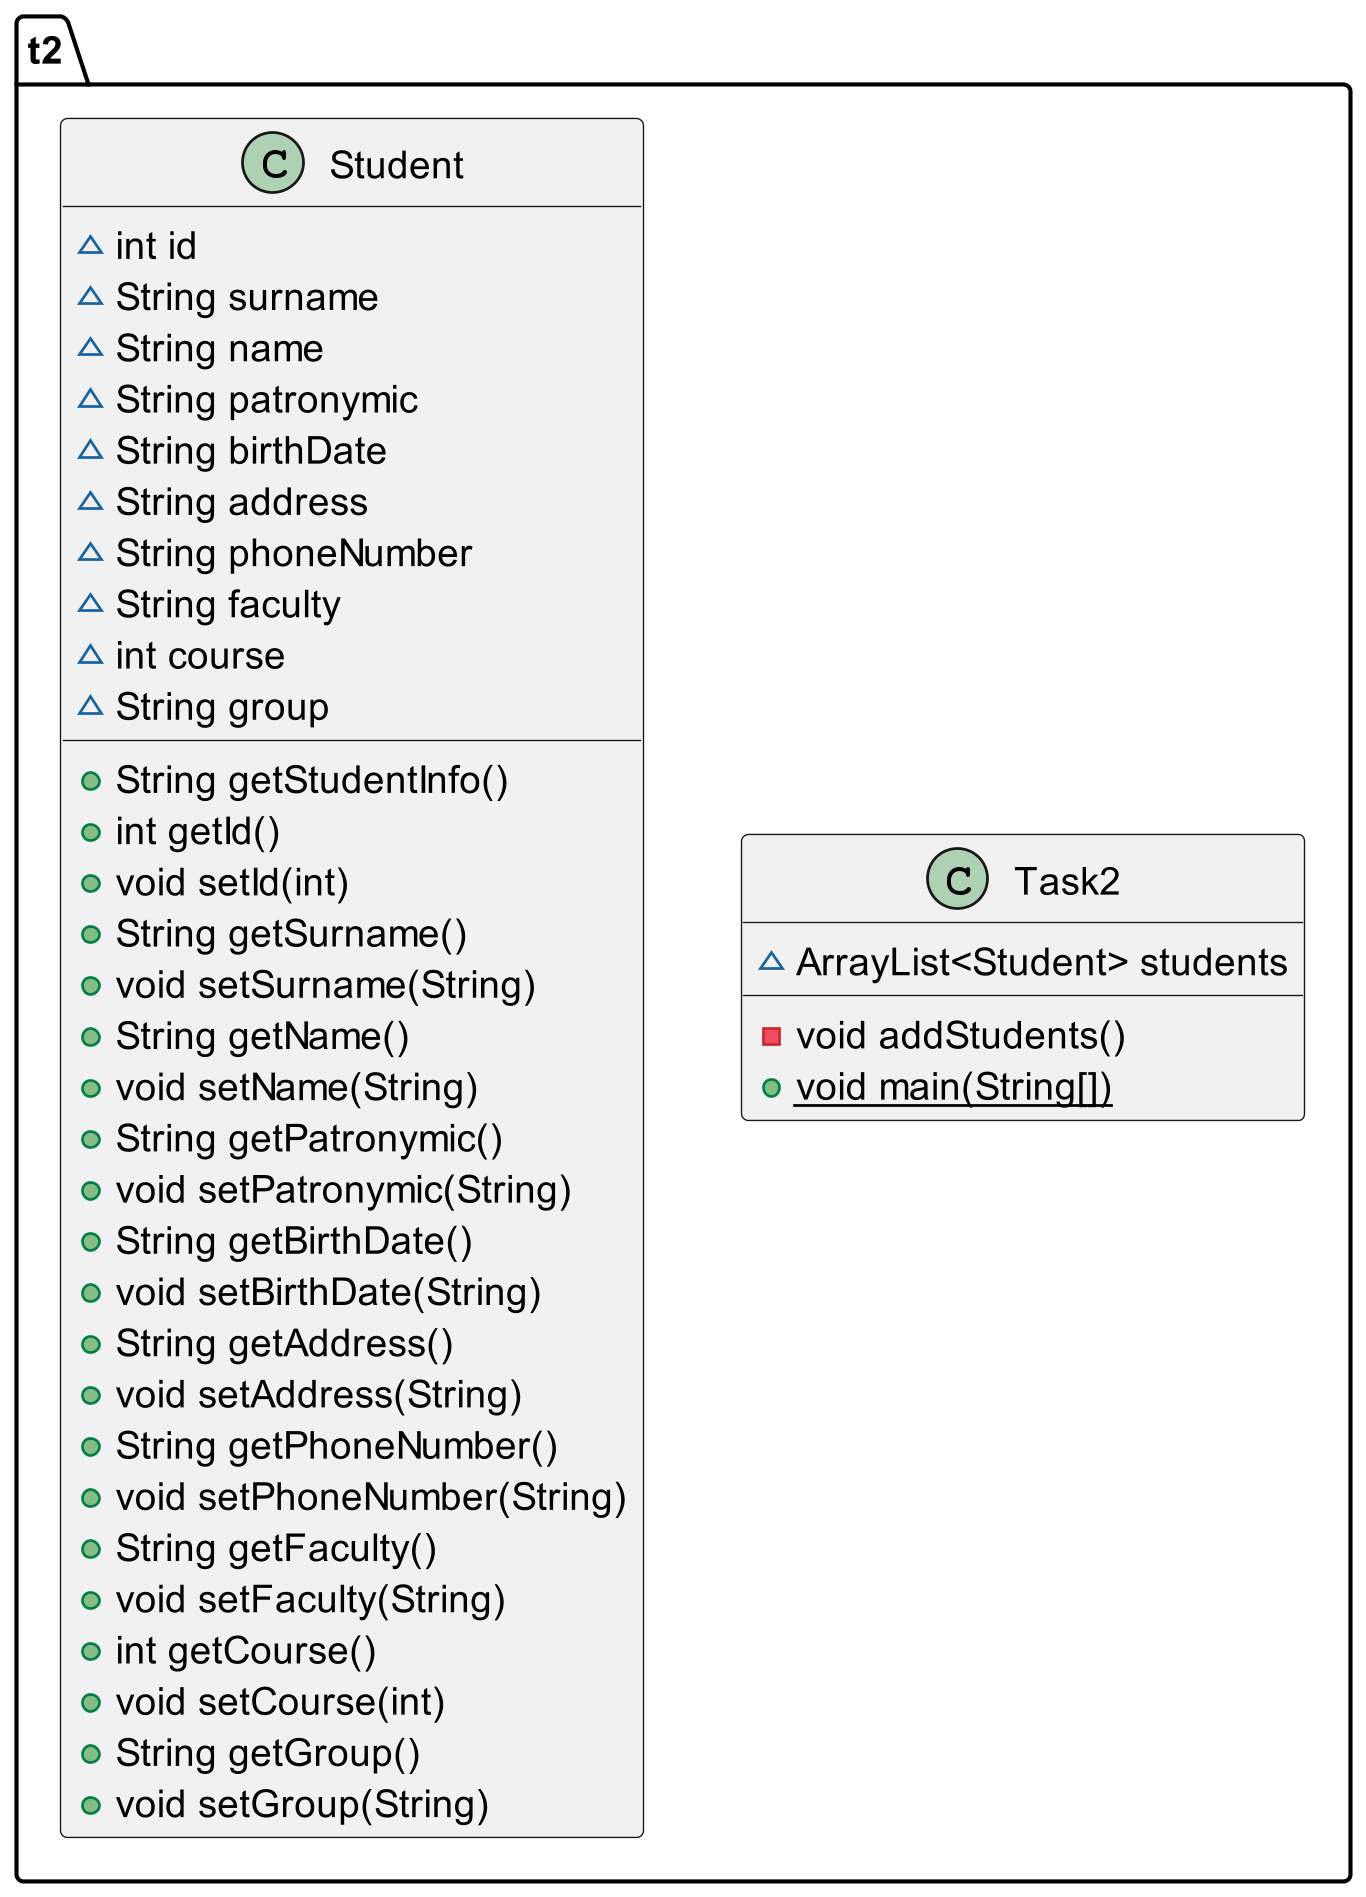 t2
C Student
int id
String surname
String name
String patronymic
String birthDate
String address
String phoneNumber
String faculty
int course
String group
String getStudentInfo()
int getId()
void setId(int)
String getSurname()
void setSurname(String)
String getName()
void setName(String)
String getPatronymic()
void setPatronymic(String)
String getBirthDate()
void setBirthDate(String)
String getAddress()
void setAddress(String)
String getPhoneNumber()
void setPhoneNumber(String)
String getFaculty()
void setFaculty(String)
int getCourse()
void setCourse(int)
String getGroup()
void setGroup(String)
C Task2
ArrayList<Student> students
void addStudents()
void main(String[])